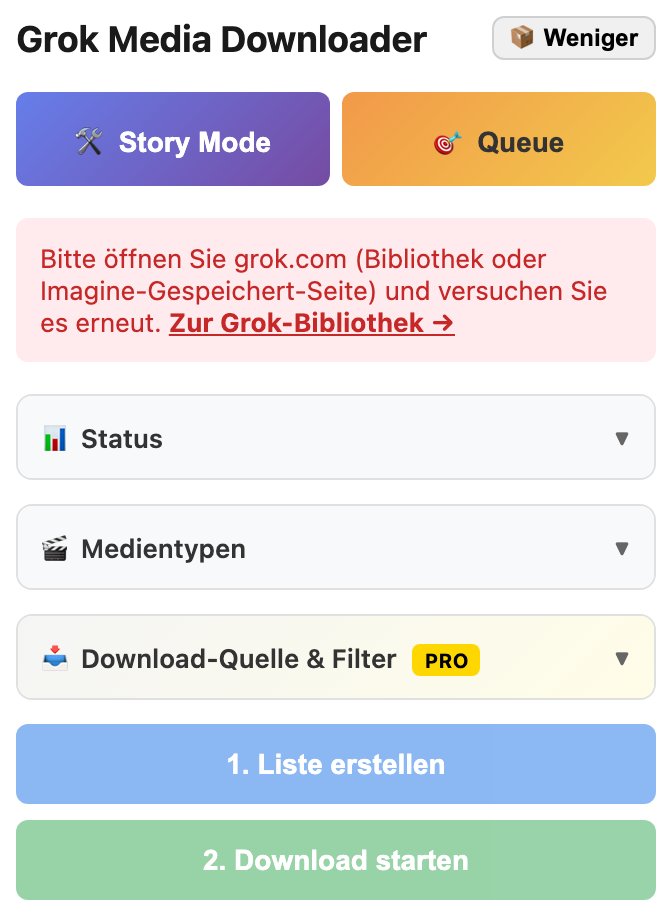 Grok Media Downloader
📦 Weniger
🛠️ Story Mode
🎯 Queue
Bitte öffnen Sie grok.com (Bibliothek oder
Imagine-Gespeichert-Seite) und versuchen Sie
es erneut. Zur Grok-Bibliothek →
📊 Status ▼
🎬 Medientypen ▼
📥 Download-Quelle & Filter PRO ▼
1. Liste erstellen
2. Download starten